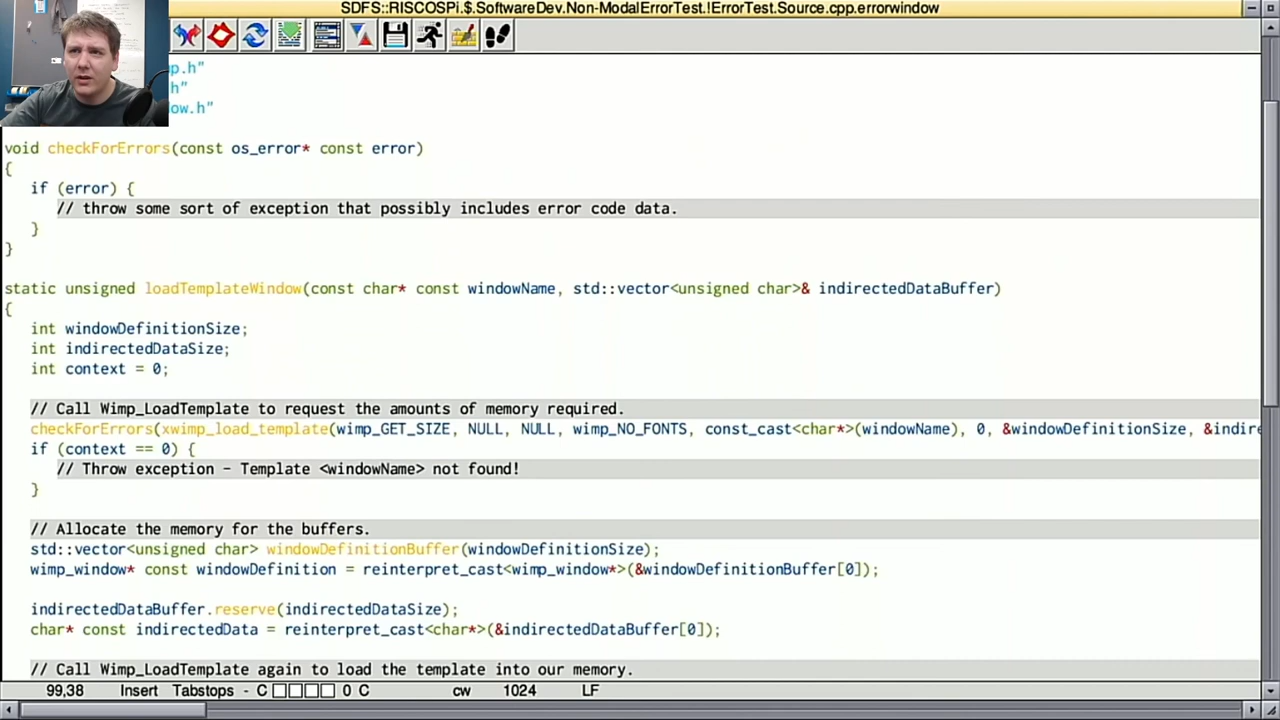 SDFS::RISCOSPi.$.SoftwareDev.Non-ModalErrorTest.!ErrorTest.Source.cpp.errorwindow
p.h"
h"
ow.h"
void checkForErrors(const os_error* const error)
{
if (error) {
// throw some sort of exception that possibly includes error code data.
}
}
static unsigned loadTemplateWindow(const char* const windowName, std::vector<unsigned char>& indirectedDataBuffer)
{
int windowDefinitionSize;
int indirectedDataSize;
int context = 0;
// Call Wimp_LoadTemplate to request the amounts of memory required.
checkForErrors(xwimp_load_template(wimp_GET_SIZE, NULL, NULL, wimp_NO_FONTS, const_cast<char*>(windowName), 0, &windowDefinitionSize, &indire
if (context == 0) {
// Throw exception - Template <windowName> not found!
}
// Allocate the memory for the buffers.
std::vector<unsigned char> windowDefinitionBuffer(windowDefinitionSize);
wimp_window* const windowDefinition = reinterpret_cast<wimp_window*>(&windowDefinitionBuffer[0]);
indirectedDataBuffer.reserve(indirectedDataSize);
char* const indirectedData = reinterpret_cast<char*>(&indirectedDataBuffer[0]);
// Call Wimp_LoadTemplate again to load the template into our memory.
99,38 Insert Tabstops - C 0 C cw 1024 LF